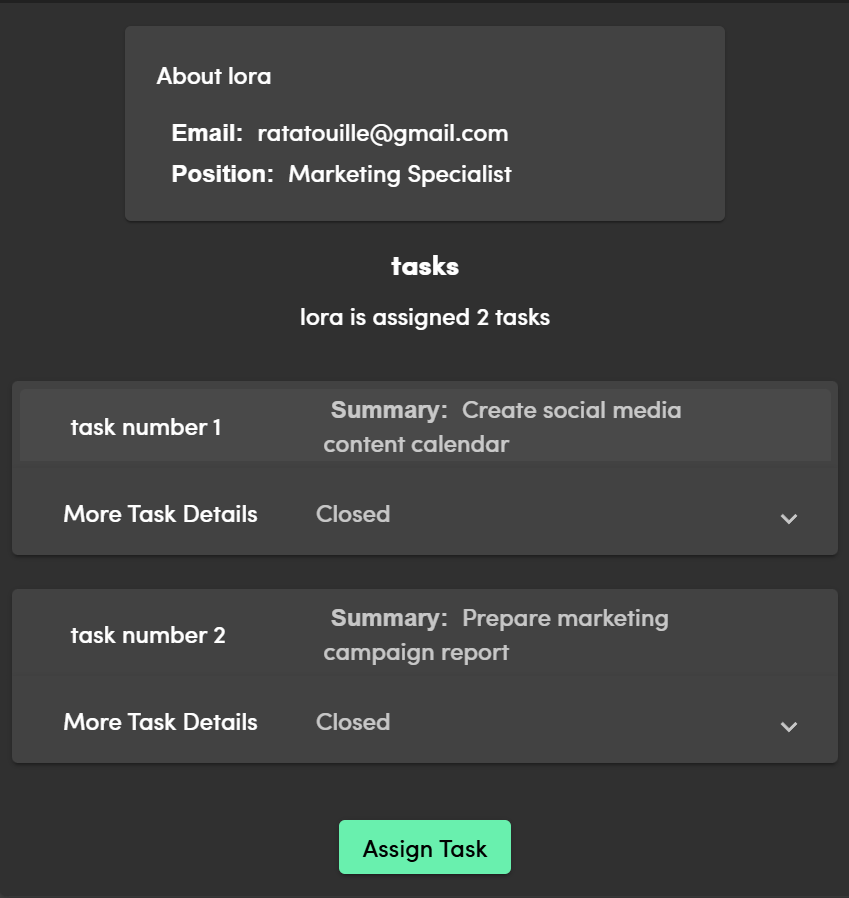 About lora
Email: ratatouille@gmail.com
Position: Marketing Specialist
tasks
lora is assigned 2 tasks
task number 1
Summary: Create social media
content calendar
More Task Details
Closed
task number 2
Summary: Prepare marketing
campaign report
More Task Details
Closed
Assign Task